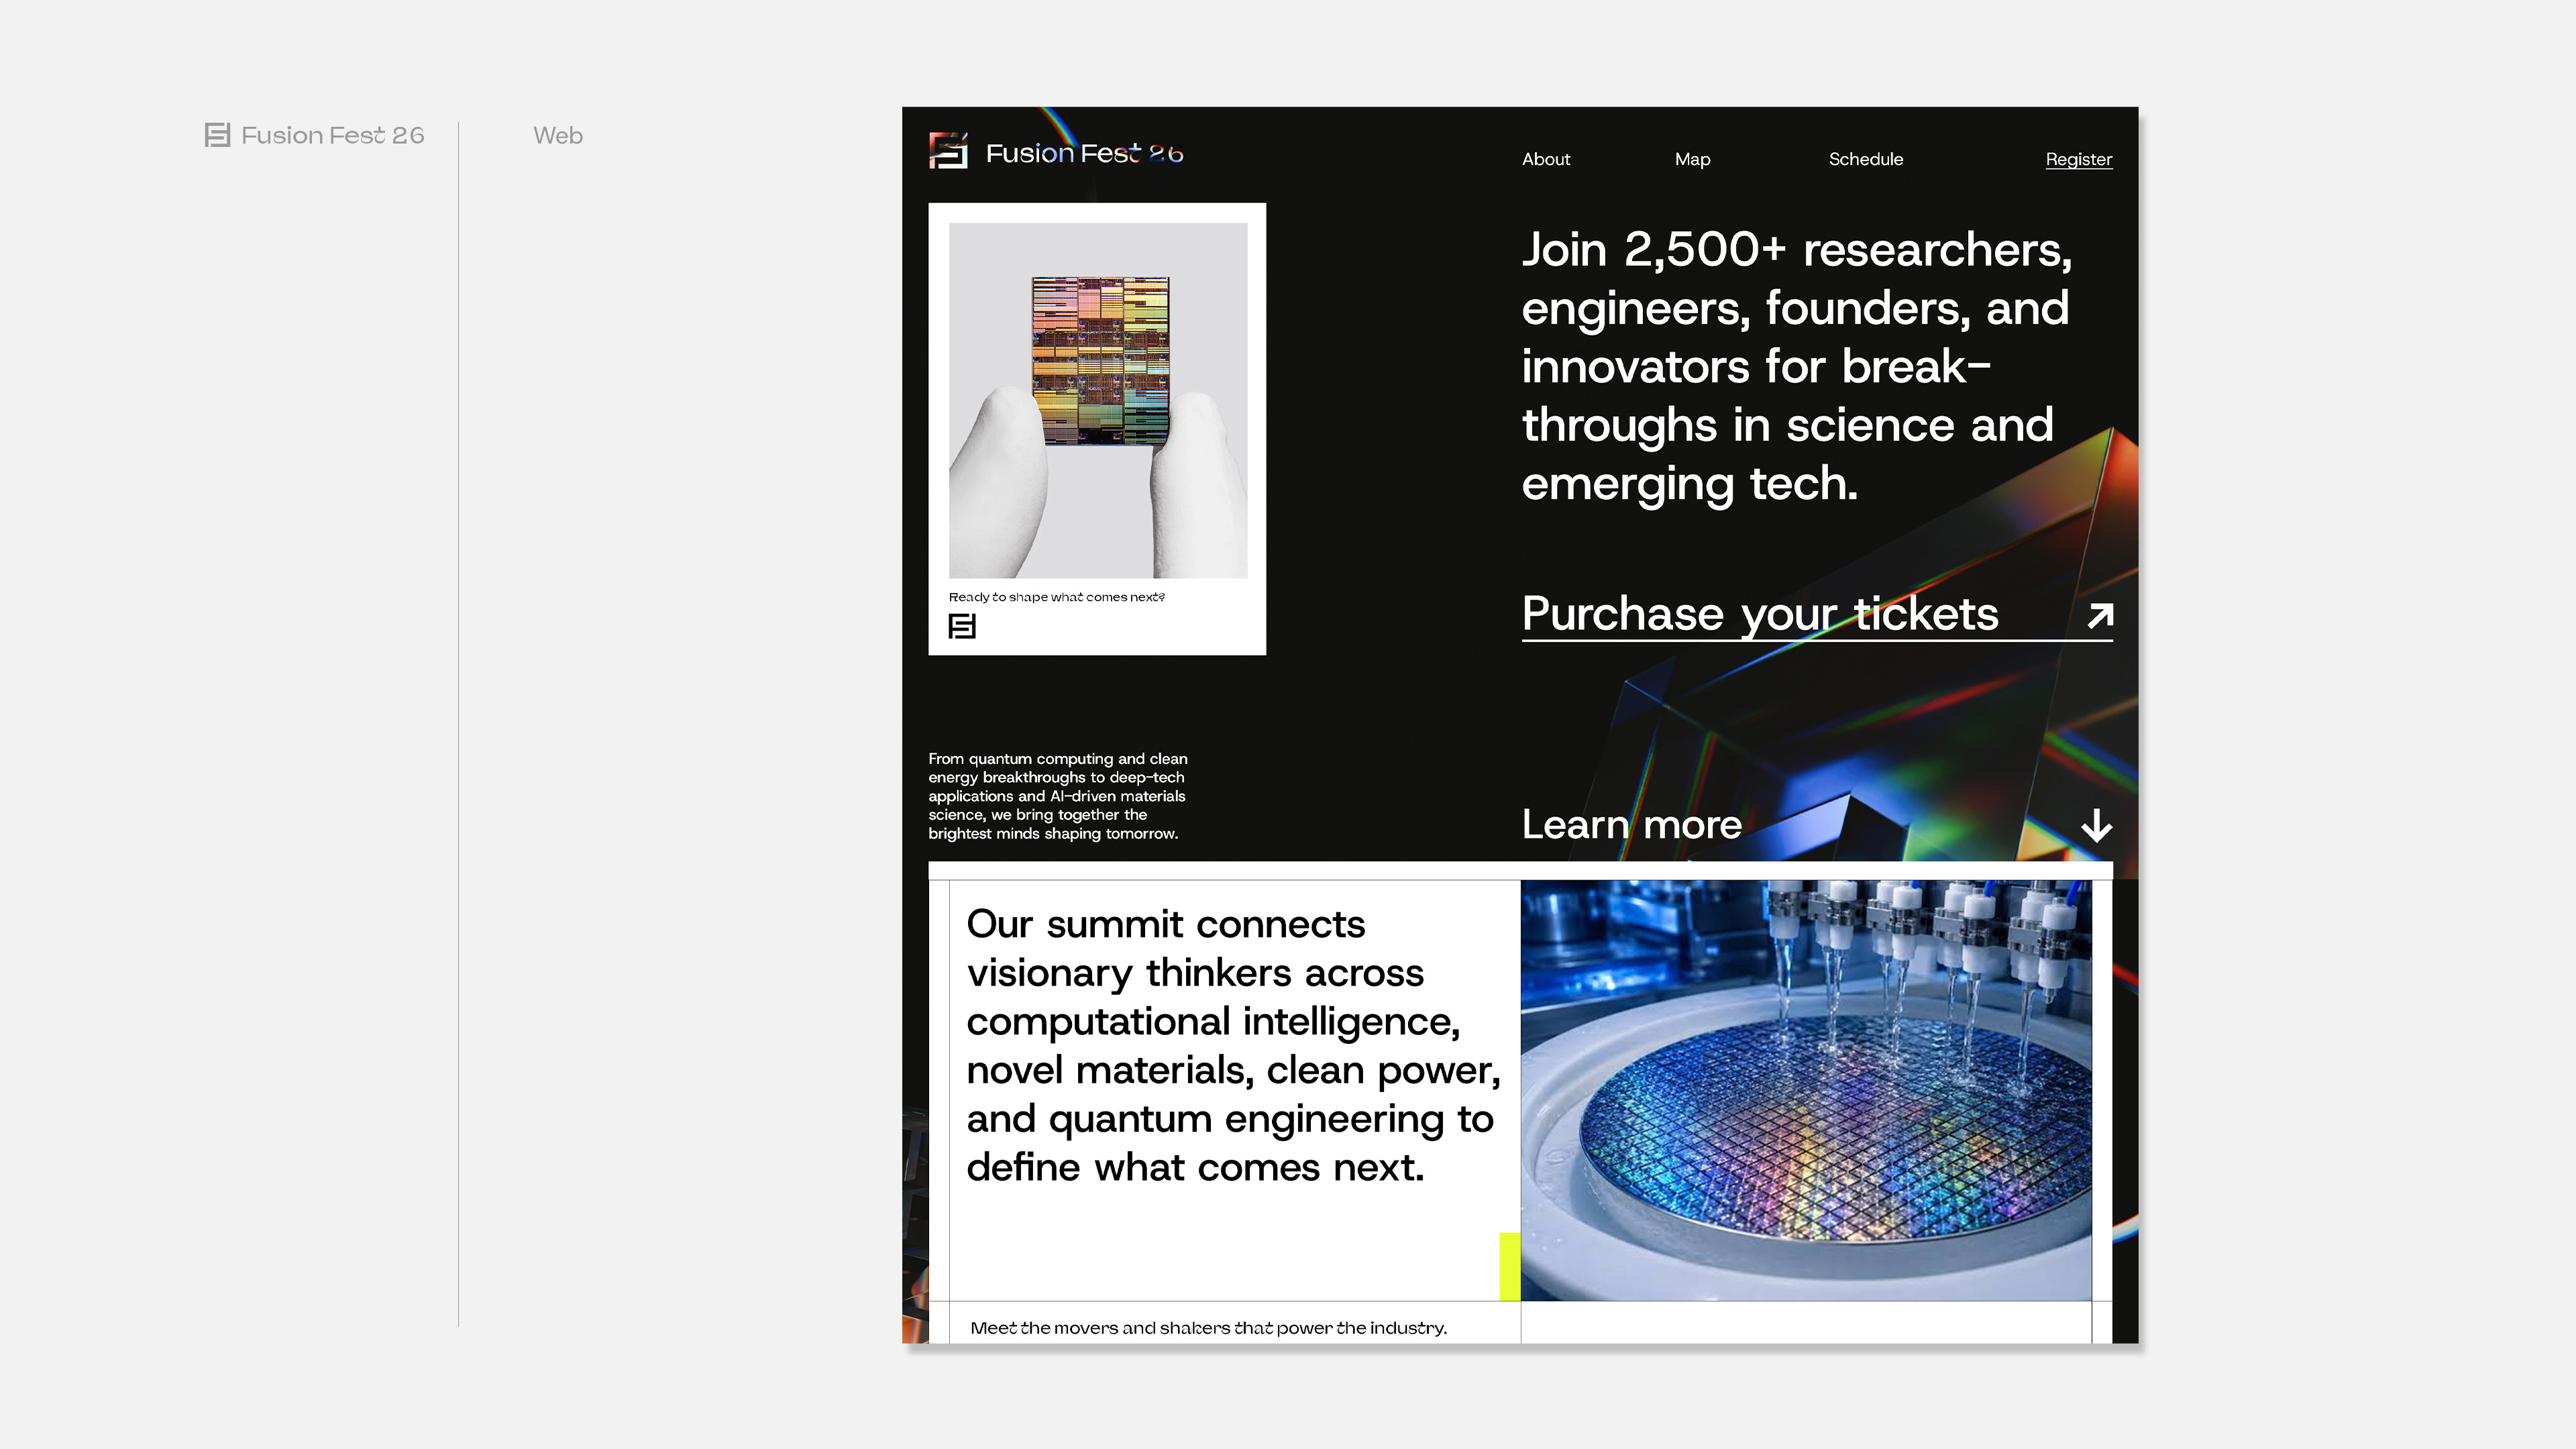 Fusion Fest 26
Web
Fusion Fest 26
About
Map
Schedule
Register
Ready to shape what comes next?
Join 2,500+ researchers,
engineers, founders, and
innovators for break-
throughs in science and
emerging tech.
Purchase your tickets
From quantum computing and clean
energy breakthroughs to deep-tech
applications and AI-driven materials
science, we bring together the
brightest minds shaping tomorrow.
Learn more
Our summit connects
visionary thinkers across
computational intelligence,
novel materials, clean power,
and quantum engineering to
define what comes next.
Meet the movers and shakers that power the industry.